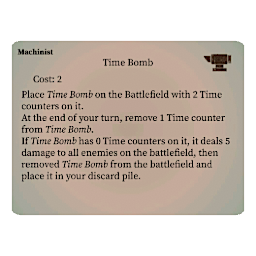 Machinist
Time Bomb
Cost: 2
Place Time Bomb on the Battlefield with 2 Time
counters on it.
At the end of your turn, remove 1 Time counter
from Time Bomb.
If Time Bomb has 0 Time counters on it, it deals 5
damage to all enemies on the battlefield, then
removed Time Bomb from the battlefield and
place it in your discard pile.